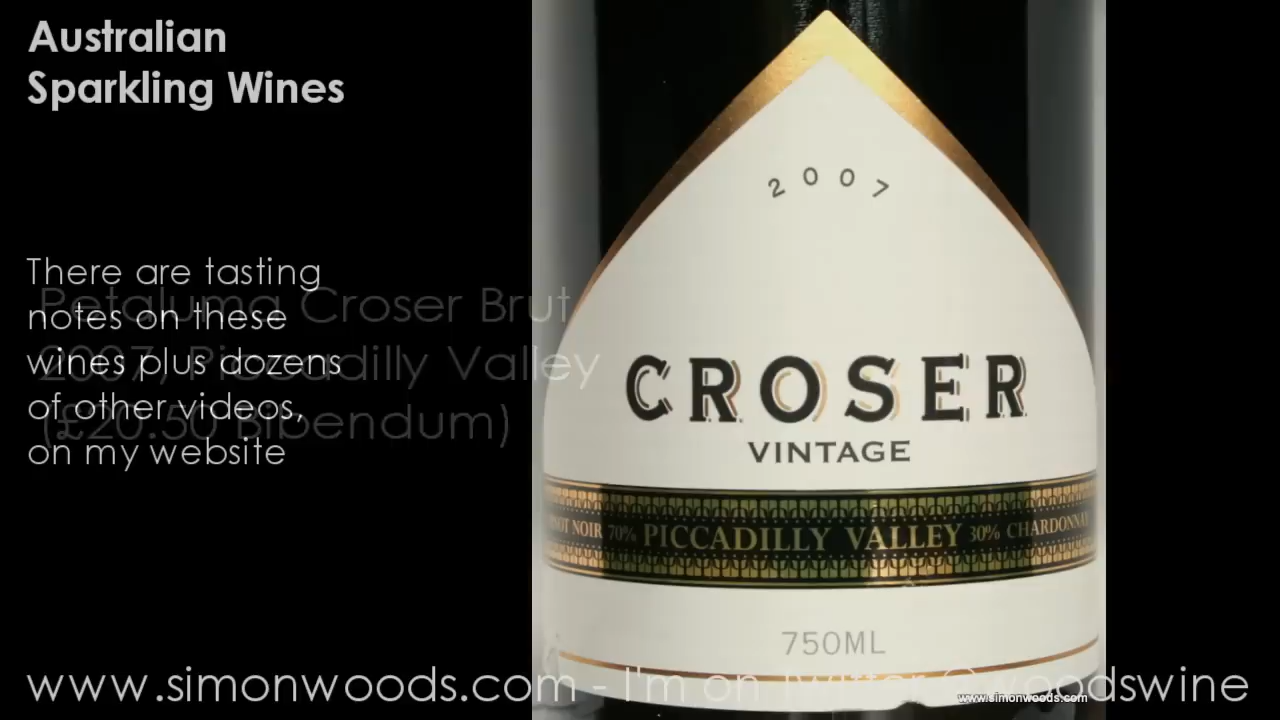 Australian
Sparkling Wines
There are tasting
notes on these
wines plus dozens
of other videos,
on my website
Petaluma Croser Brut
2007, Piccadilly Valley
(£20.50 Bibendum)
2007
CROSER
VINTAGE
PINOT NOIR 70% PICCADILLY VALLEY 30% CHARDONNAY
750ML
www.simonwoods.com - I'm on Twitter @woodswine
www.simonwoods.com